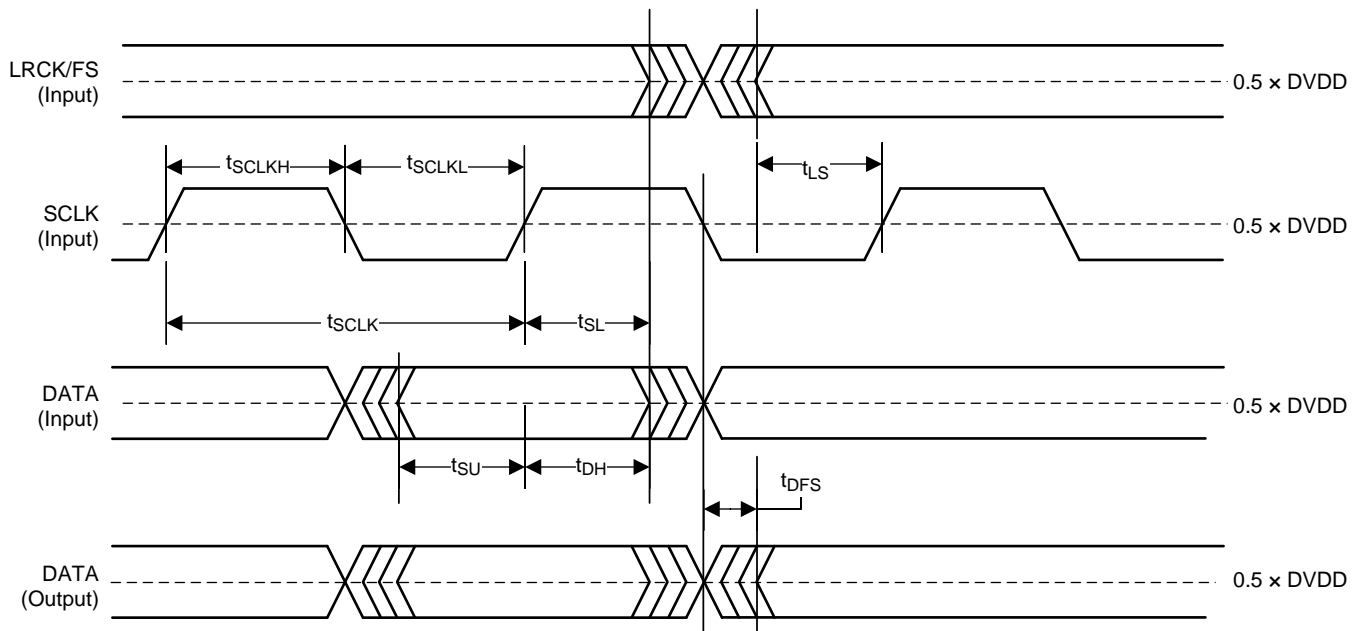 LRCK/FS
(Input)
0.5 × DVDD
tSCLKH
tSCLKL
tLS
SCLK
(Input)
0.5 × DVDD
tSCLK
tSL
DATA
(Input)
0.5 × DVDD
tSU
tDH
tDFS
DATA
(Output)
0.5 × DVDD